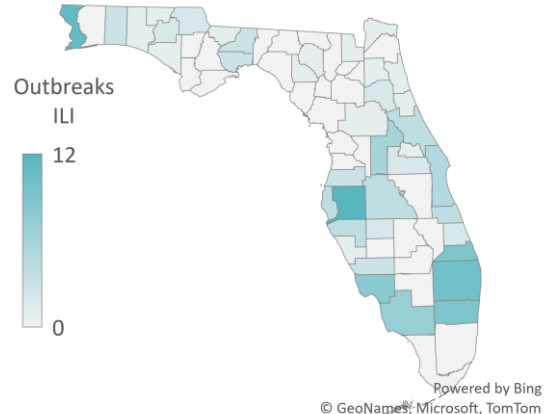 Outbreaks
ILI
12
0
Powered by Bing
© GeoNames, Microsoft, TomTom